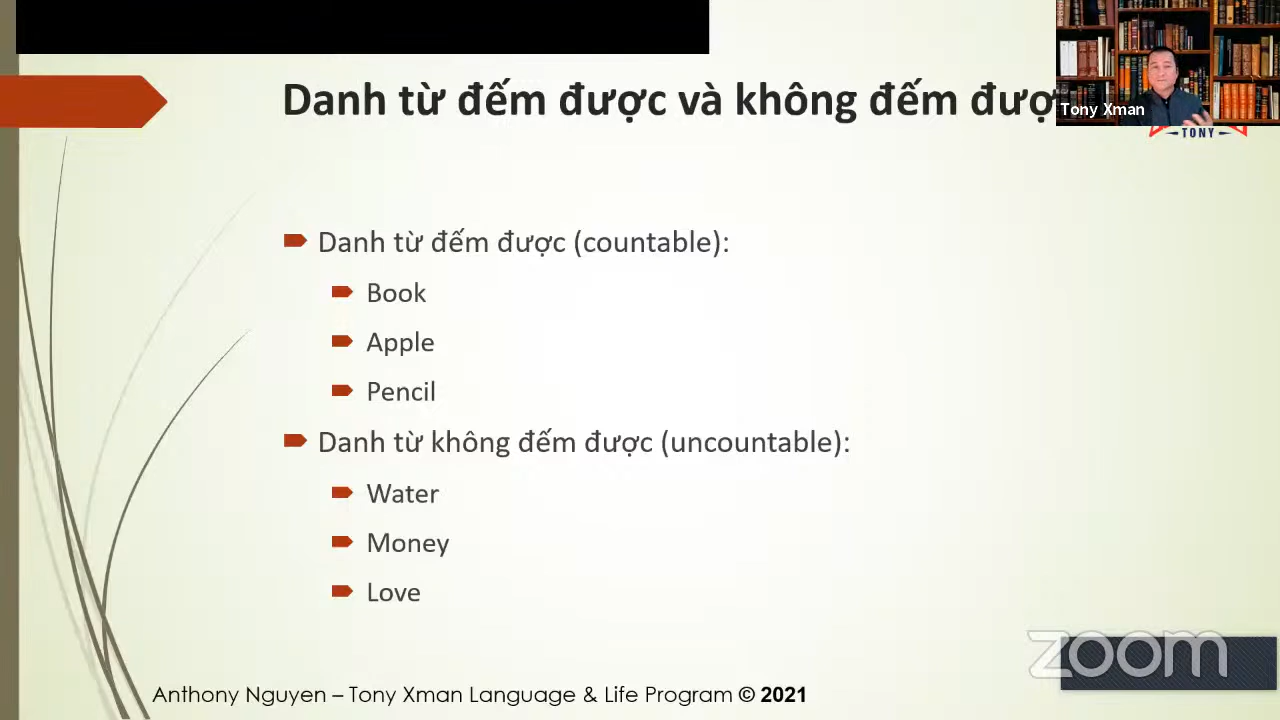 Danh từ đếm được và không đếm đượ
Tony Xman
TONY
Danh từ đếm được (countable):
Book
Apple
Pencil
Danh từ không đếm được (uncountable):
Water
Money
Love
zoom
Anthony Nguyen – Tony Xman Language & Life Program © 2021